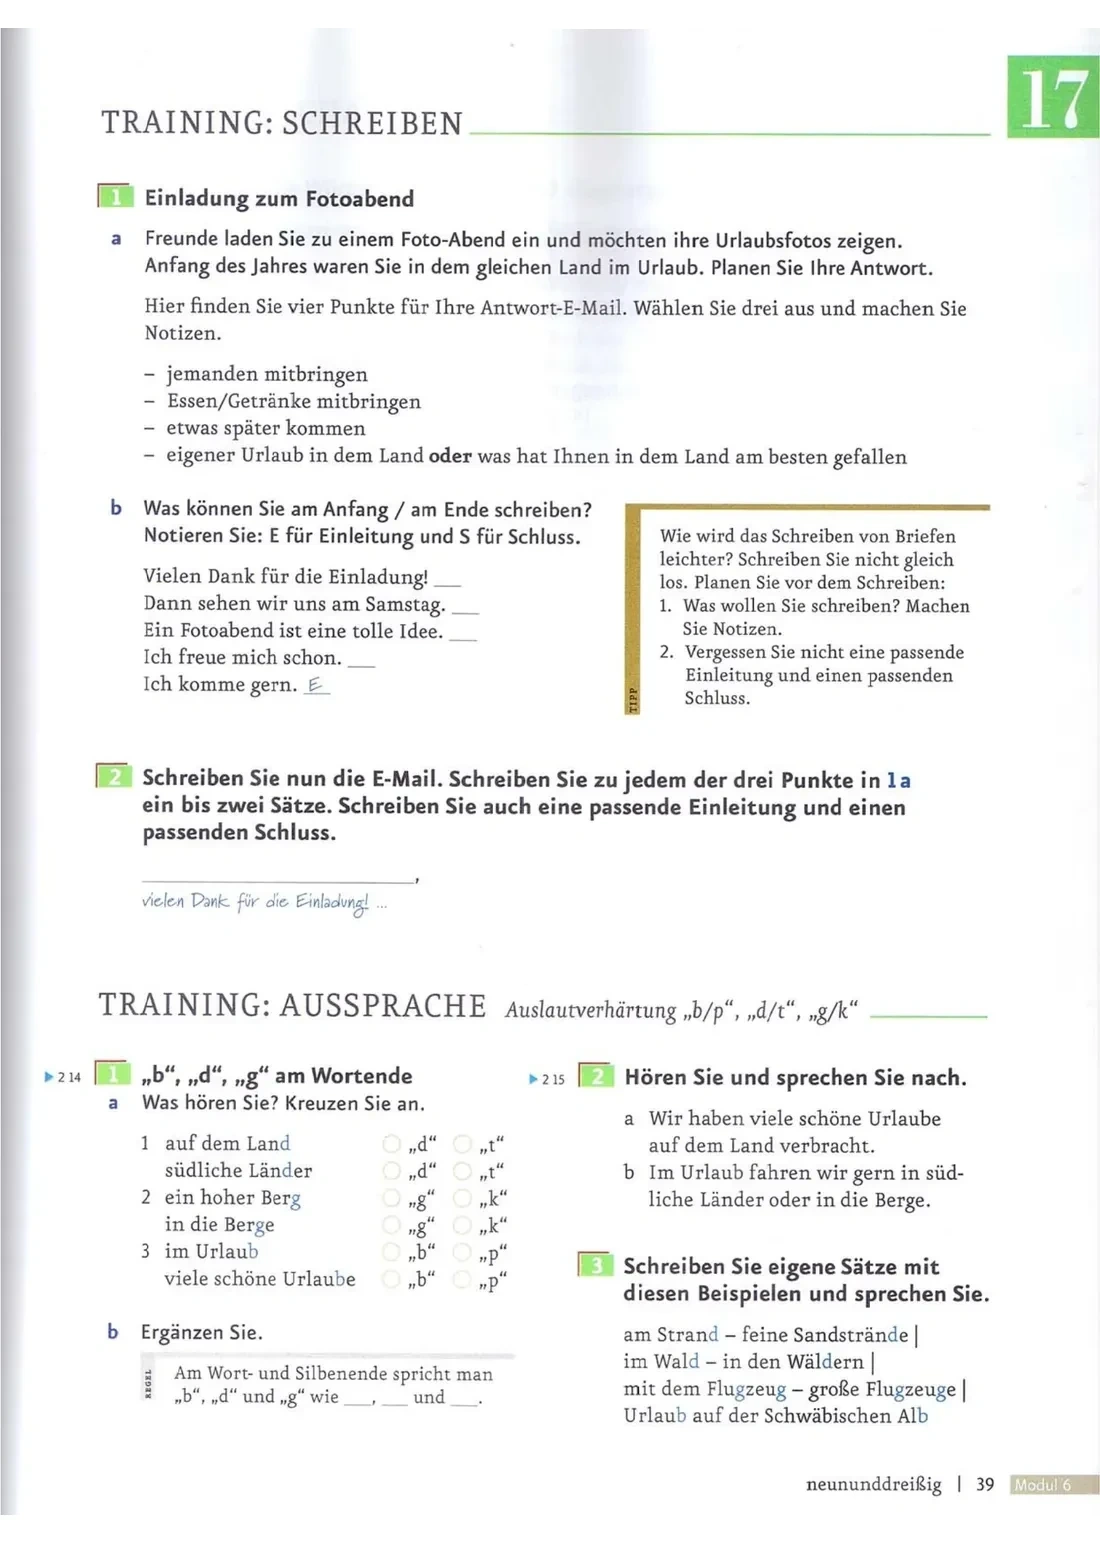 17
TRAINING: SCHREIBEN
1 Einladung zum Fotoabend
a Freunde laden Sie zu einem Foto-Abend ein und möchten ihre Urlaubsfotos zeigen.
Anfang des Jahres waren Sie in dem gleichen Land im Urlaub. Planen Sie Ihre Antwort.
Hier finden Sie vier Punkte für Ihre Antwort-E-Mail. Wählen Sie drei aus und machen Sie
Notizen.
– jemanden mitbringen
– Essen/Getränke mitbringen
– etwas später kommen
– eigener Urlaub in dem Land oder was hat Ihnen in dem Land am besten gefallen
b Was können Sie am Anfang / am Ende schreiben?
Notieren Sie: E für Einleitung und S für Schluss.
Vielen Dank für die Einladung! __
Dann sehen wir uns am Samstag. __
Ein Fotoabend ist eine tolle Idee. __
Ich freue mich schon. __
Ich komme gern. E
Wie wird das Schreiben von Briefen
leichter? Schreiben Sie nicht gleich
los. Planen Sie vor dem Schreiben:
1. Was wollen Sie schreiben? Machen
Sie Notizen.
2. Vergessen Sie nicht eine passende
Einleitung und einen passenden
Schluss.
TIPP
2 Schreiben Sie nun die E-Mail. Schreiben Sie zu jedem der drei Punkte in 1a
ein bis zwei Sätze. Schreiben Sie auch eine passende Einleitung und einen
passenden Schluss.
____________________,
vielen Dank für die Einladung! ...
TRAINING: AUSSPRACHE Auslautverhärtung „b/p“, „d/t“, „g/k“
▶ 2 14 1 „b“, „d“, „g“ am Wortende
a Was hören Sie? Kreuzen Sie an.
1 auf dem Land ○ „d“ ○ „t“
südliche Länder ○ „d“ ○ „t“
2 ein hoher Berg ○ „g“ ○ „k“
in die Berge ○ „g“ ○ „k“
3 im Urlaub ○ „b“ ○ „p“
viele schöne Urlaube ○ „b“ ○ „p“
b Ergänzen Sie.
REGEL
Am Wort- und Silbenende spricht man
„b“, „d“ und „g“ wie __, __ und __.
▶ 2 15 2 Hören Sie und sprechen Sie nach.
a Wir haben viele schöne Urlaube
auf dem Land verbracht.
b Im Urlaub fahren wir gern in süd-
liche Länder oder in die Berge.
3 Schreiben Sie eigene Sätze mit
diesen Beispielen und sprechen Sie.
am Strand – feine Sandstrände |
im Wald – in den Wäldern |
mit dem Flugzeug – große Flugzeuge |
Urlaub auf der Schwäbischen Alb
neununddreißig | 39 Modul 6